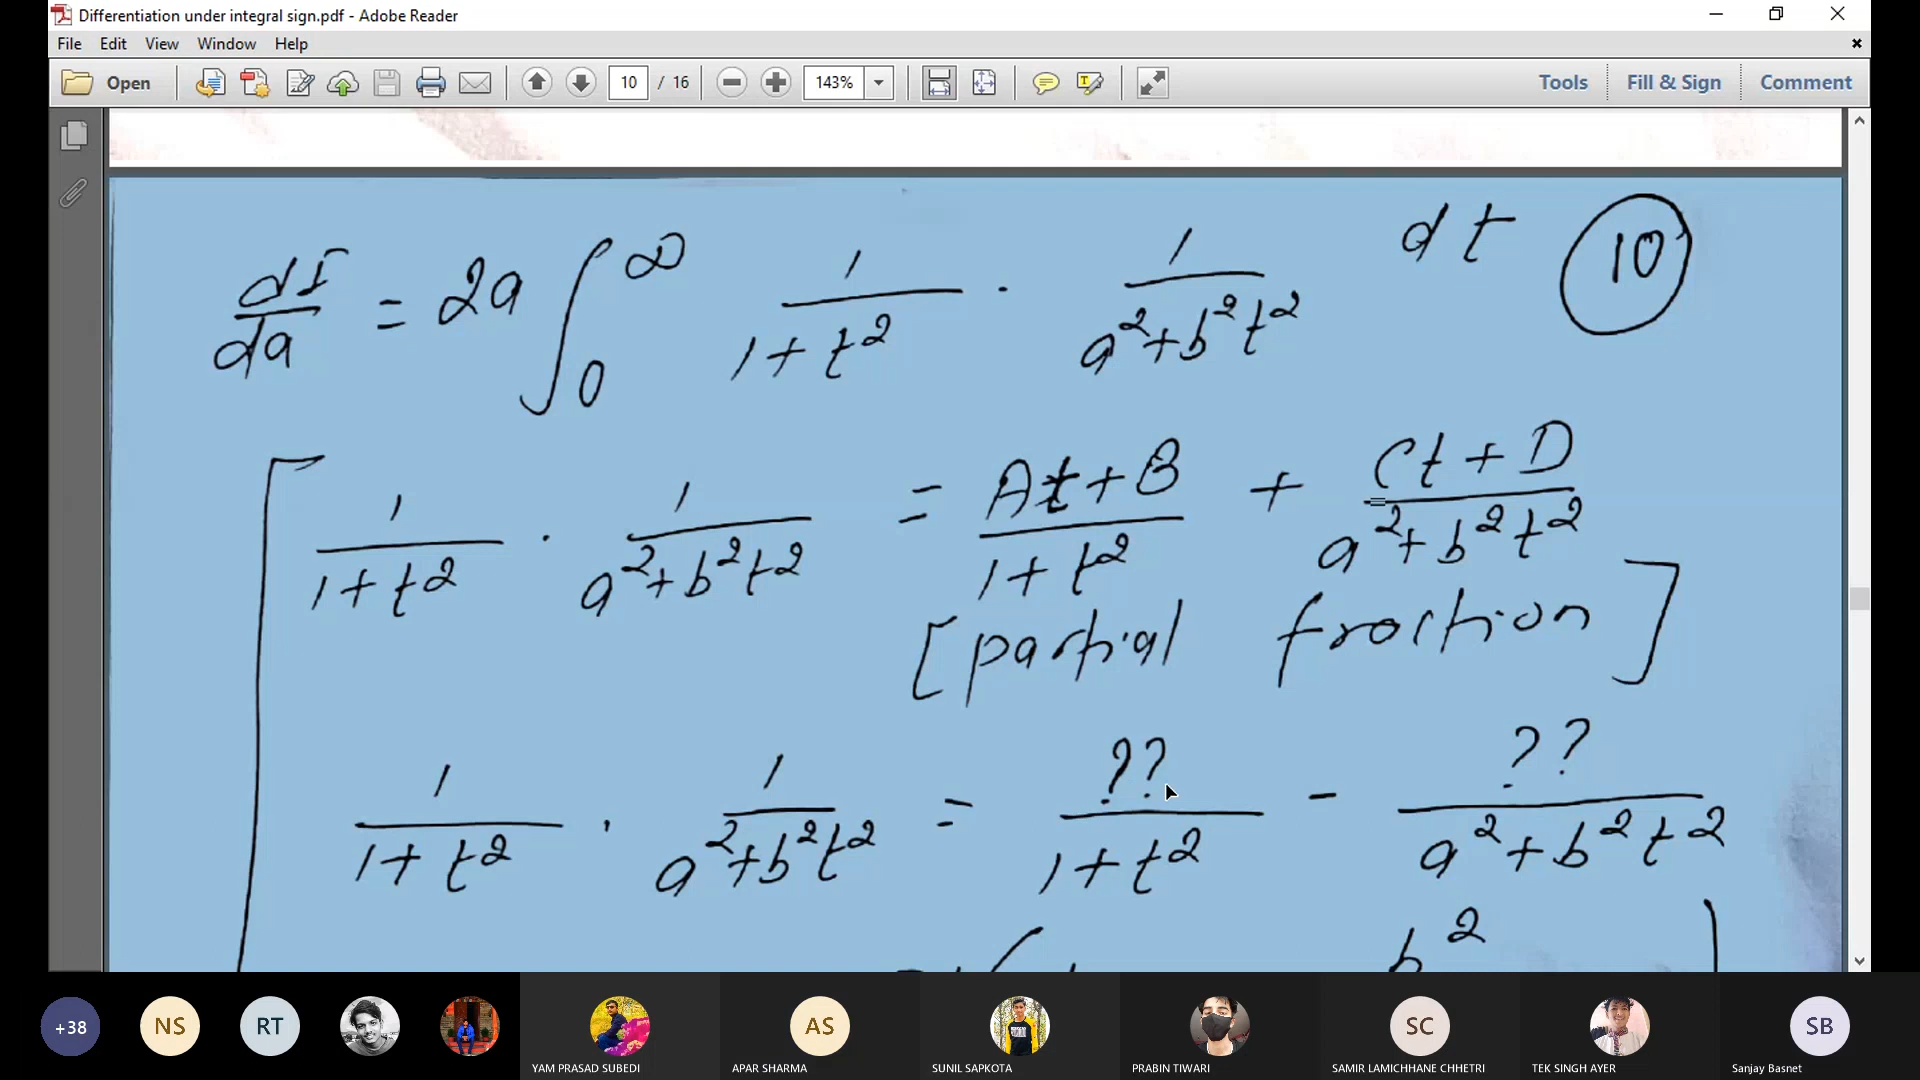 Differentiation under integral sign.pdf - Adobe Reader
File Edit View Window Help
Open 10 / 16 143% Tools Fill & Sign Comment
dI/da = 2a ∫₀^∞ 1/(1+t²) · 1/(a²+b²t²) dt 10
1/(1+t²) · 1/(a²+b²t²) = (At+B)/(1+t²) + (Ct+D)/(a²+b²t²)
[partial fraction]
1/(1+t²) · 1/(a²+b²t²) = ??/(1+t²) - ??/(a²+b²t²)
b²
+38 NS RT AS SC SB
YAM PRASAD SUBEDI APAR SHARMA SUNIL SAPKOTA PRABIN TIWARI SAMIR LAMICHHANE CHHETRI TEK SINGH AYER Sanjay Basnet